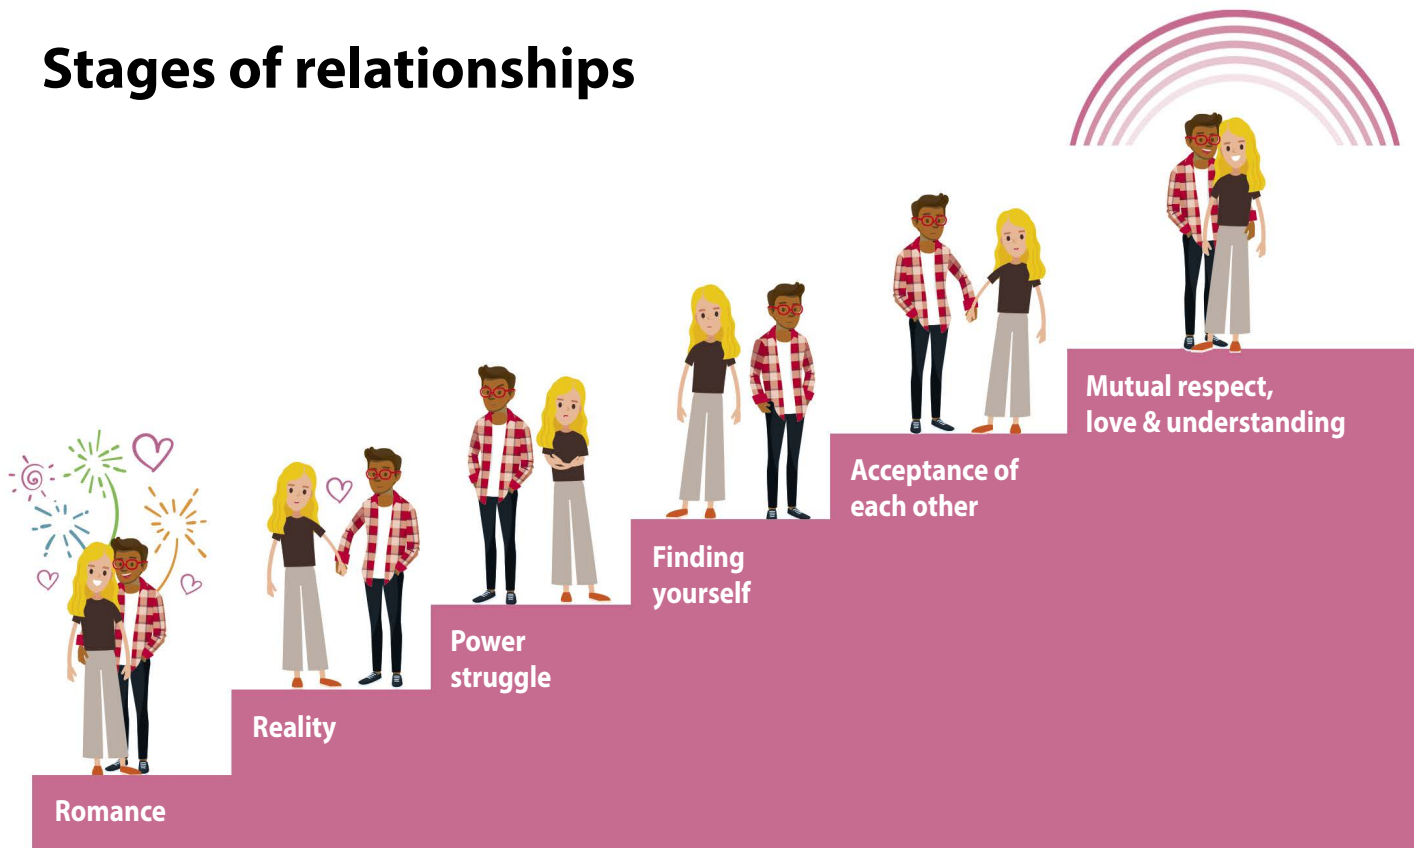 Stages of relationships
Romance
Reality
Power
struggle
Finding
yourself
Acceptance of
each other
Mutual respect,
love & understanding